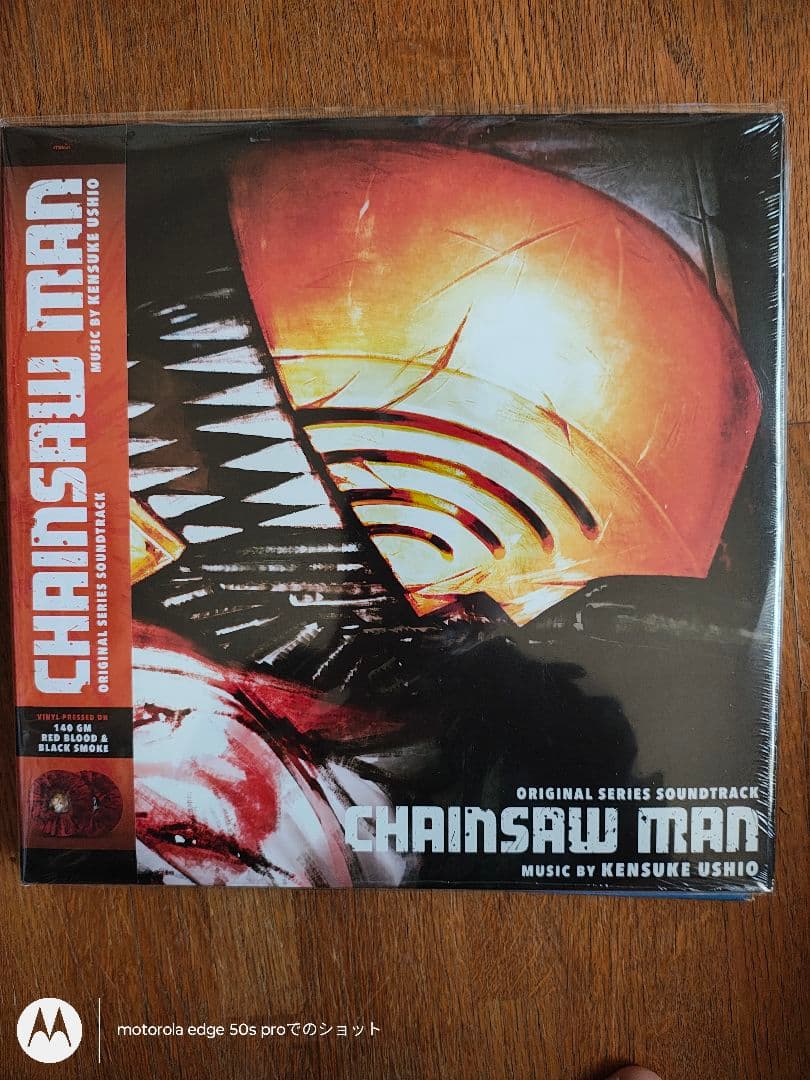 CHAINSAW MAN
MUSIC BY KENSUKE USHIO
ORIGINAL SERIES SOUNDTRACK
VINYL PRESSED ON
140 GM
RED BLOOD &
BLACK SMOKE
ORIGINAL SERIES SOUNDTRACK
CHAINSAW MAN
MUSIC BY KENSUKE USHIO
motorola edge 50s proでのショット